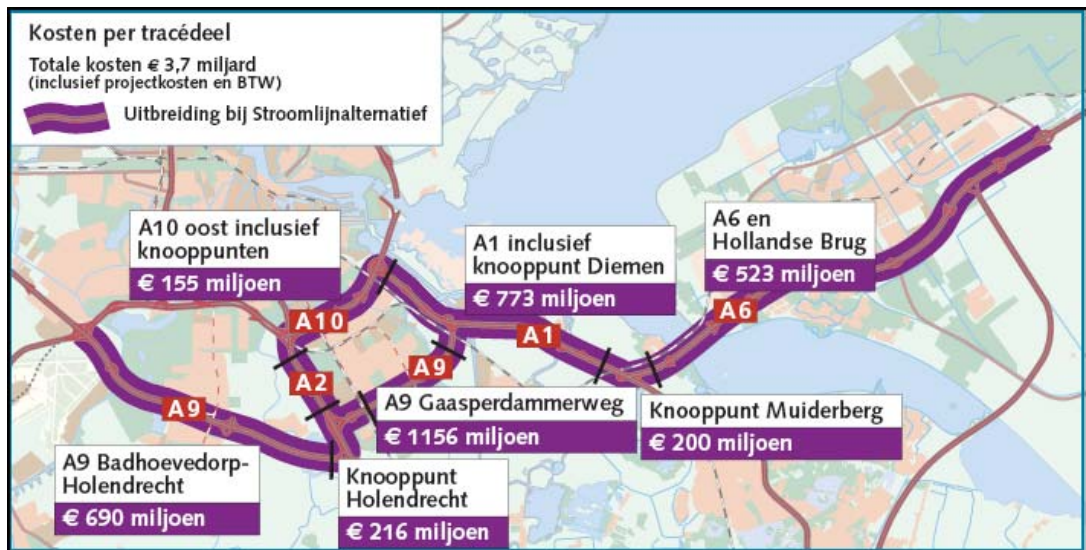 Kosten per tracédeel
Totale kosten € 3,7 miljard
(inclusief projectkosten en BTW)
Uitbreiding bij Stroomlijnalternatief
A10 oost inclusief
knooppunten
€ 155 miljoen
A1 inclusief
knooppunt Diemen
€ 773 miljoen
A6 en
Hollandse Brug
€ 523 miljoen
A10
A1
A6
A2
A9
A9
A9 Gaasperdammerweg
€ 1156 miljoen
Knooppunt Muiderberg
€ 200 miljoen
A9 Badhoevedorp-
Holendrecht
€ 690 miljoen
Knooppunt
Holendrecht
€ 216 miljoen